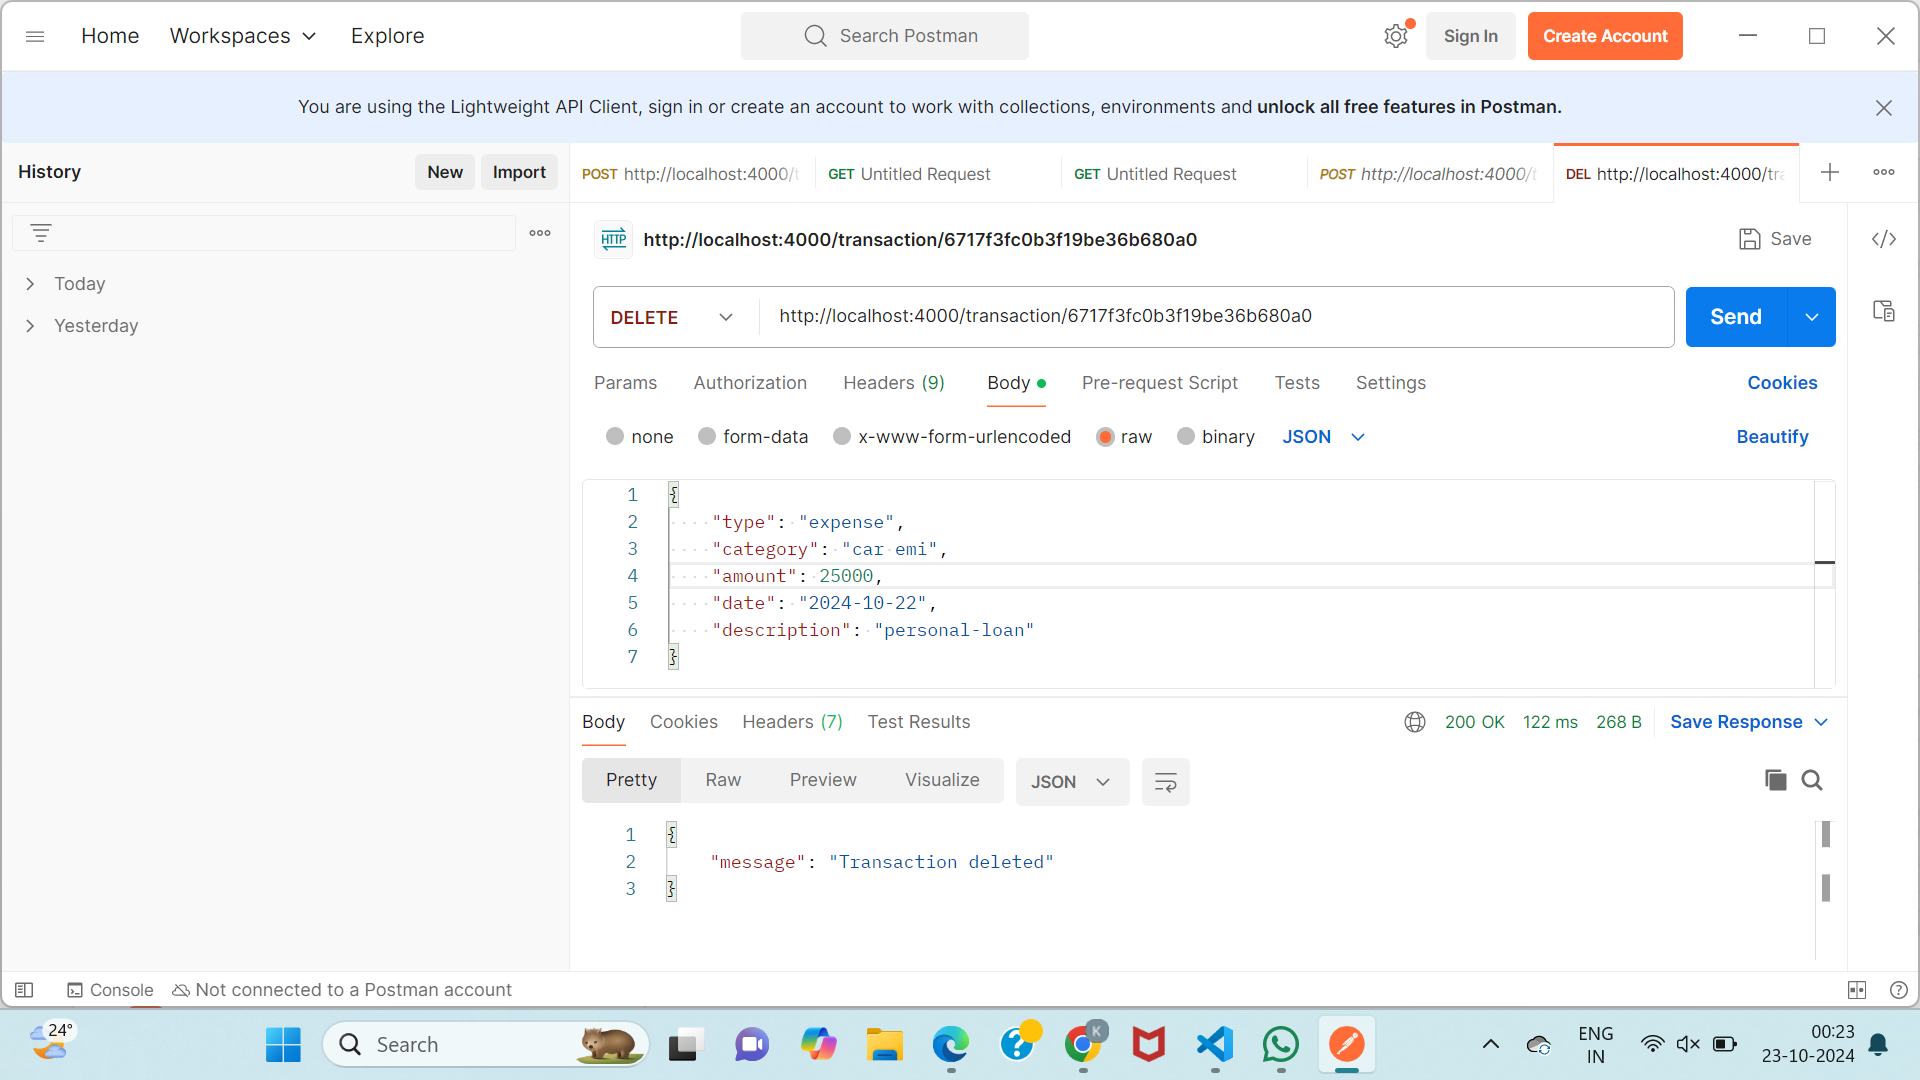 Home
Workspaces
Explore
Search Postman
Sign In
Create Account
You are using the Lightweight API Client, sign in or create an account to work with collections, environments and unlock all free features in Postman.
History
New
Import
POST http://localhost:4000/t
GET Untitled Request
GET Untitled Request
POST http://localhost:4000/t
DEL http://localhost:4000/tra
Today
Yesterday
HTTP
http://localhost:4000/transaction/6717f3fc0b3f19be36b680a0
Save
DELETE
http://localhost:4000/transaction/6717f3fc0b3f19be36b680a0
Send
Params
Authorization
Headers (9)
Body
Pre-request Script
Tests
Settings
Cookies
none
form-data
x-www-form-urlencoded
raw
binary
JSON
Beautify
1 {
2 "type": "expense",
3 "category": "car emi",
4 "amount": 25000,
5 "date": "2024-10-22",
6 "description": "personal-loan"
7 }
Body
Cookies
Headers (7)
Test Results
200 OK
122 ms
268 B
Save Response
Pretty
Raw
Preview
Visualize
JSON
1 {
2 "message": "Transaction deleted"
3 }
Console
Not connected to a Postman account
24°
Search
K
ENG
IN
00:23
23-10-2024